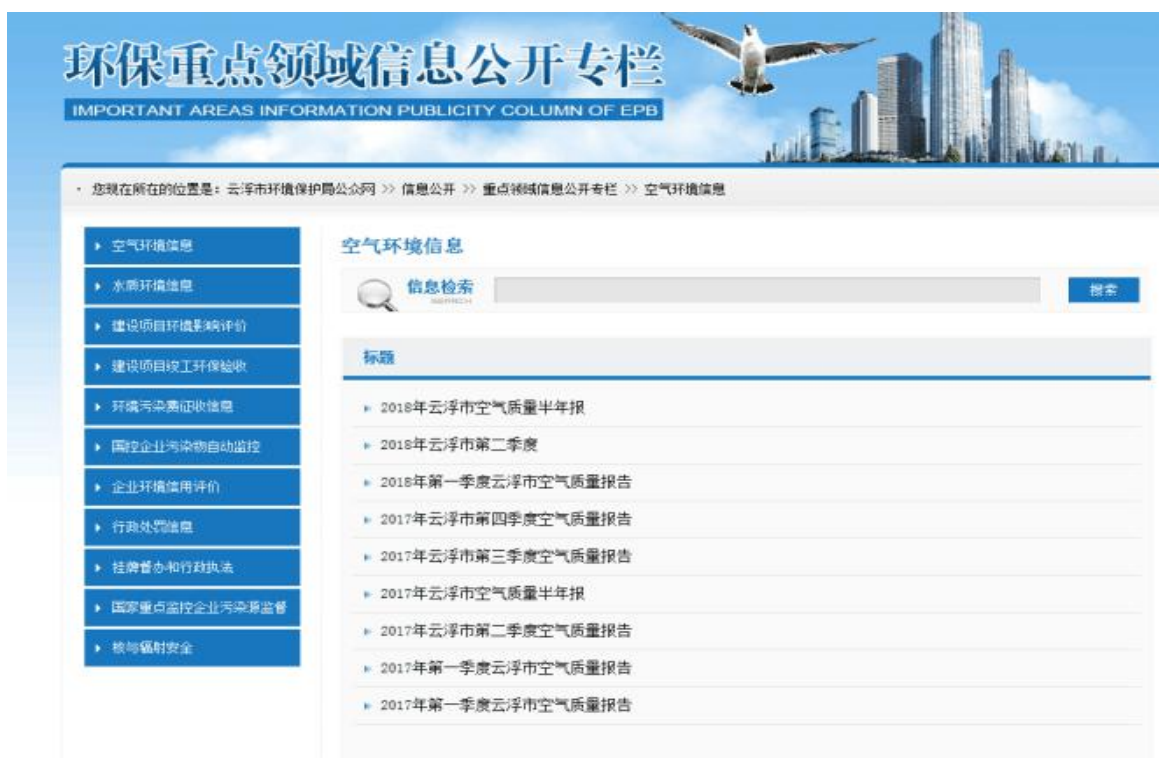 环保重点领域信息公开专栏
IMPORTANT AREAS INFORMATION PUBLICITY COLUMN OF EPB
· 您现在所在的位置是：云浮市环境保护局公众网 >> 信息公开 >> 重点领域信息公开专栏 >> 空气环境信息
空气环境信息
水质环境信息
建设项目环境影响评价
建设项目竣工环保验收
环境污染费征收信息
国控企业污染物自动监控
企业环境信用评价
行政处罚信息
挂牌督办和行政执法
国家重点监控企业污染源监督
核与辐射安全
空气环境信息
信息检索
搜索
标题
2018年云浮市空气质量半年报
2018年云浮市第二季度
2018年第一季度云浮市空气质量报告
2017年云浮市第四季度空气质量报告
2017年云浮市第三季度空气质量报告
2017年云浮市空气质量半年报
2017年云浮市第二季度空气质量报告
2017年第一季度云浮市空气质量报告
2017年第一季度云浮市空气质量报告